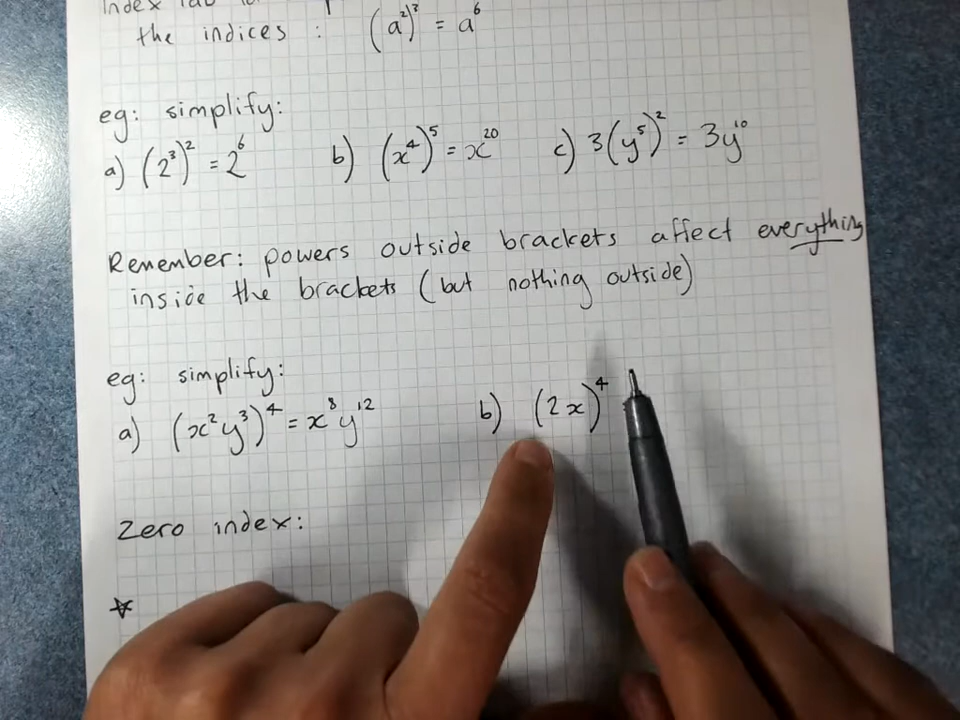 Index
the indices : (a²)³ = a⁶
eg: simplify:
a) (2³)² = 2⁶ b) (x⁴)⁵ = x²⁰ c) 3(y⁵)² = 3y¹⁰
Remember: powers outside brackets affect everything
inside the brackets (but nothing outside)
eg: simplify:
a) (x²y³)⁴ = x⁸y¹² b) (2x)⁴
Zero index: